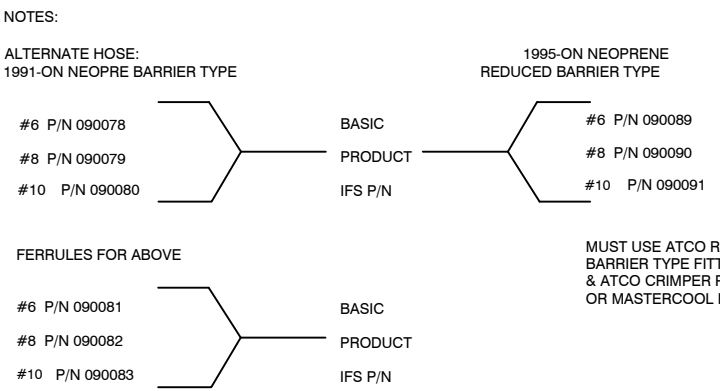 NOTES:
ALTERNATE HOSE:
1991-ON NEOPRE BARRIER TYPE
#6 P/N 090078
#8 P/N 090079
#10 P/N 090080
BASIC
PRODUCT
IFS P/N
1995-ON NEOPRENE
REDUCED BARRIER TYPE
#6 P/N 090089
#8 P/N 090090
#10 P/N 090091
FERRULES FOR ABOVE
#6 P/N 090081
#8 P/N 090082
#10 P/N 090083
BASIC
PRODUCT
IFS P/N
MUST USE ATCO
BARRIER TYPE
& ATCO CRIMPER
OR MASTERCOOL